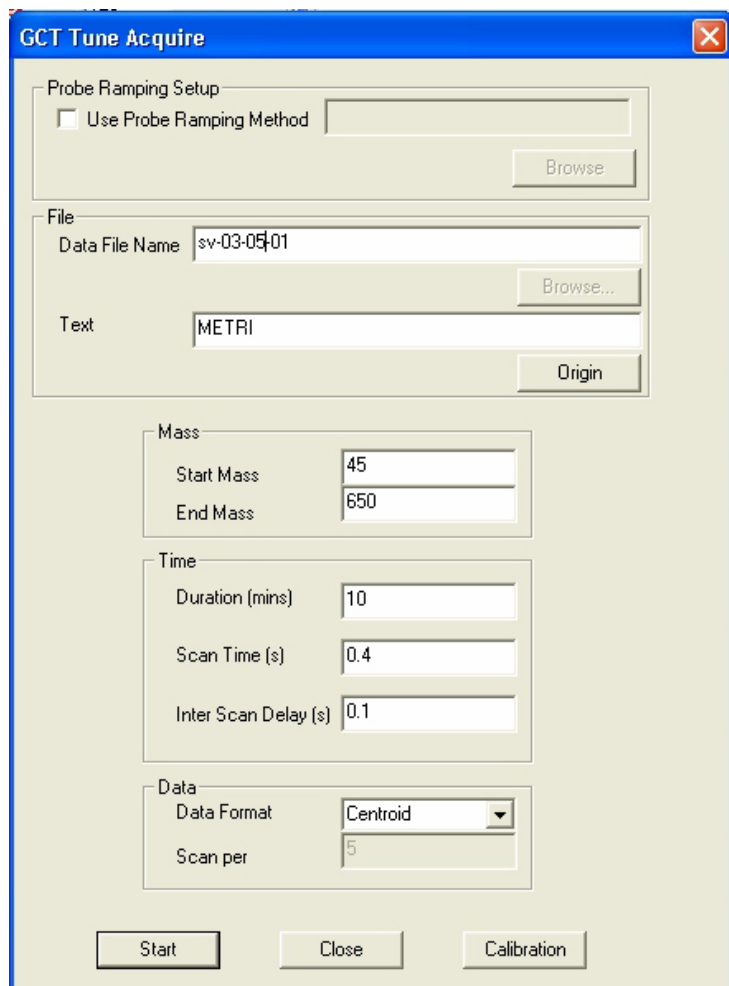 GCT Tune Acquire
Probe Ramping Setup
Use Probe Ramping Method
Browse
File
Data File Name sv-03-05-01
Browse...
Text METRI
Origin
Mass
Start Mass 45
End Mass 650
Time
Duration (mins) 10
Scan Time (s) 0.4
Inter Scan Delay (s) 0.1
Data
Data Format Centroid
Scan per 5
Start Close Calibration